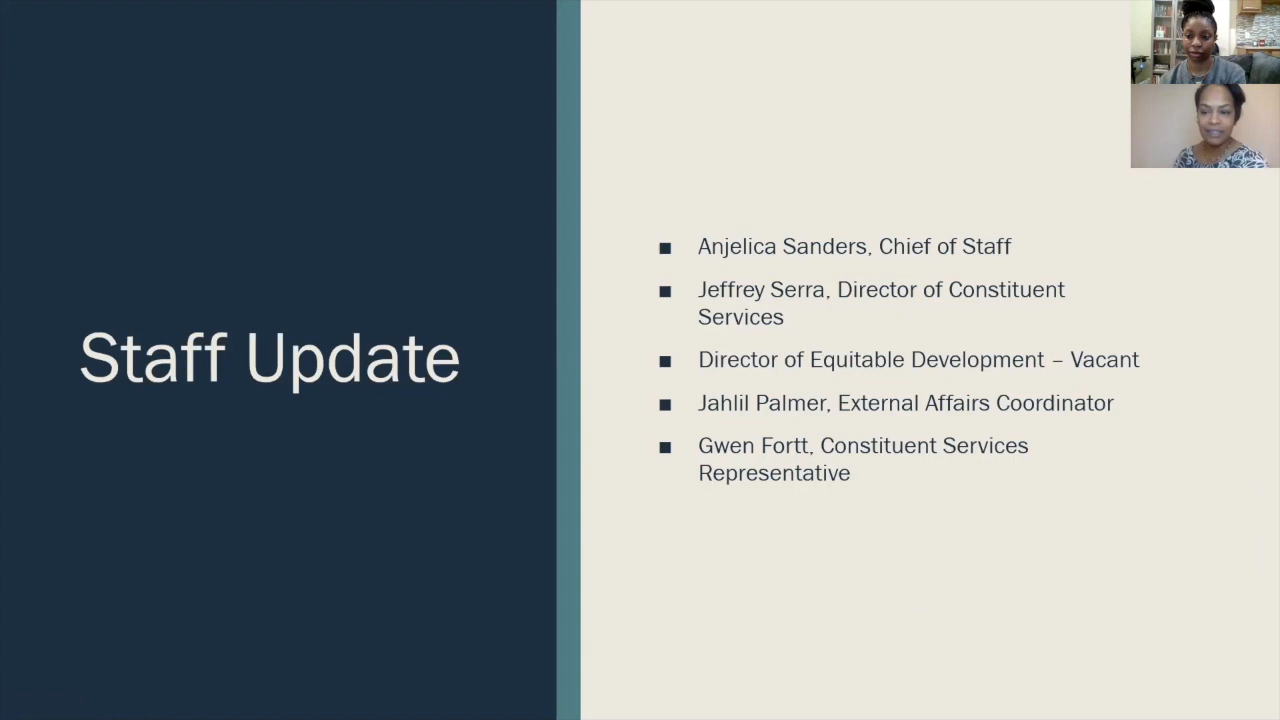 Staff Update
■ Anjelica Sanders, Chief of Staff
■ Jeffrey Serra, Director of Constituent
Services
■ Director of Equitable Development – Vacant
■ Jahlil Palmer, External Affairs Coordinator
■ Gwen Fortt, Constituent Services
Representative